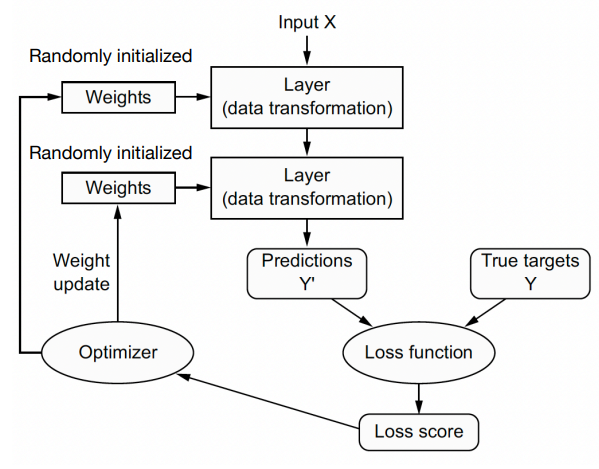 Input X
Randomly initialized
Weights
Layer
(data transformation)
Randomly initialized
Weights
Layer
(data transformation)
Weight
update
Predictions
Y'
True targets
Y
Optimizer
Loss function
Loss score